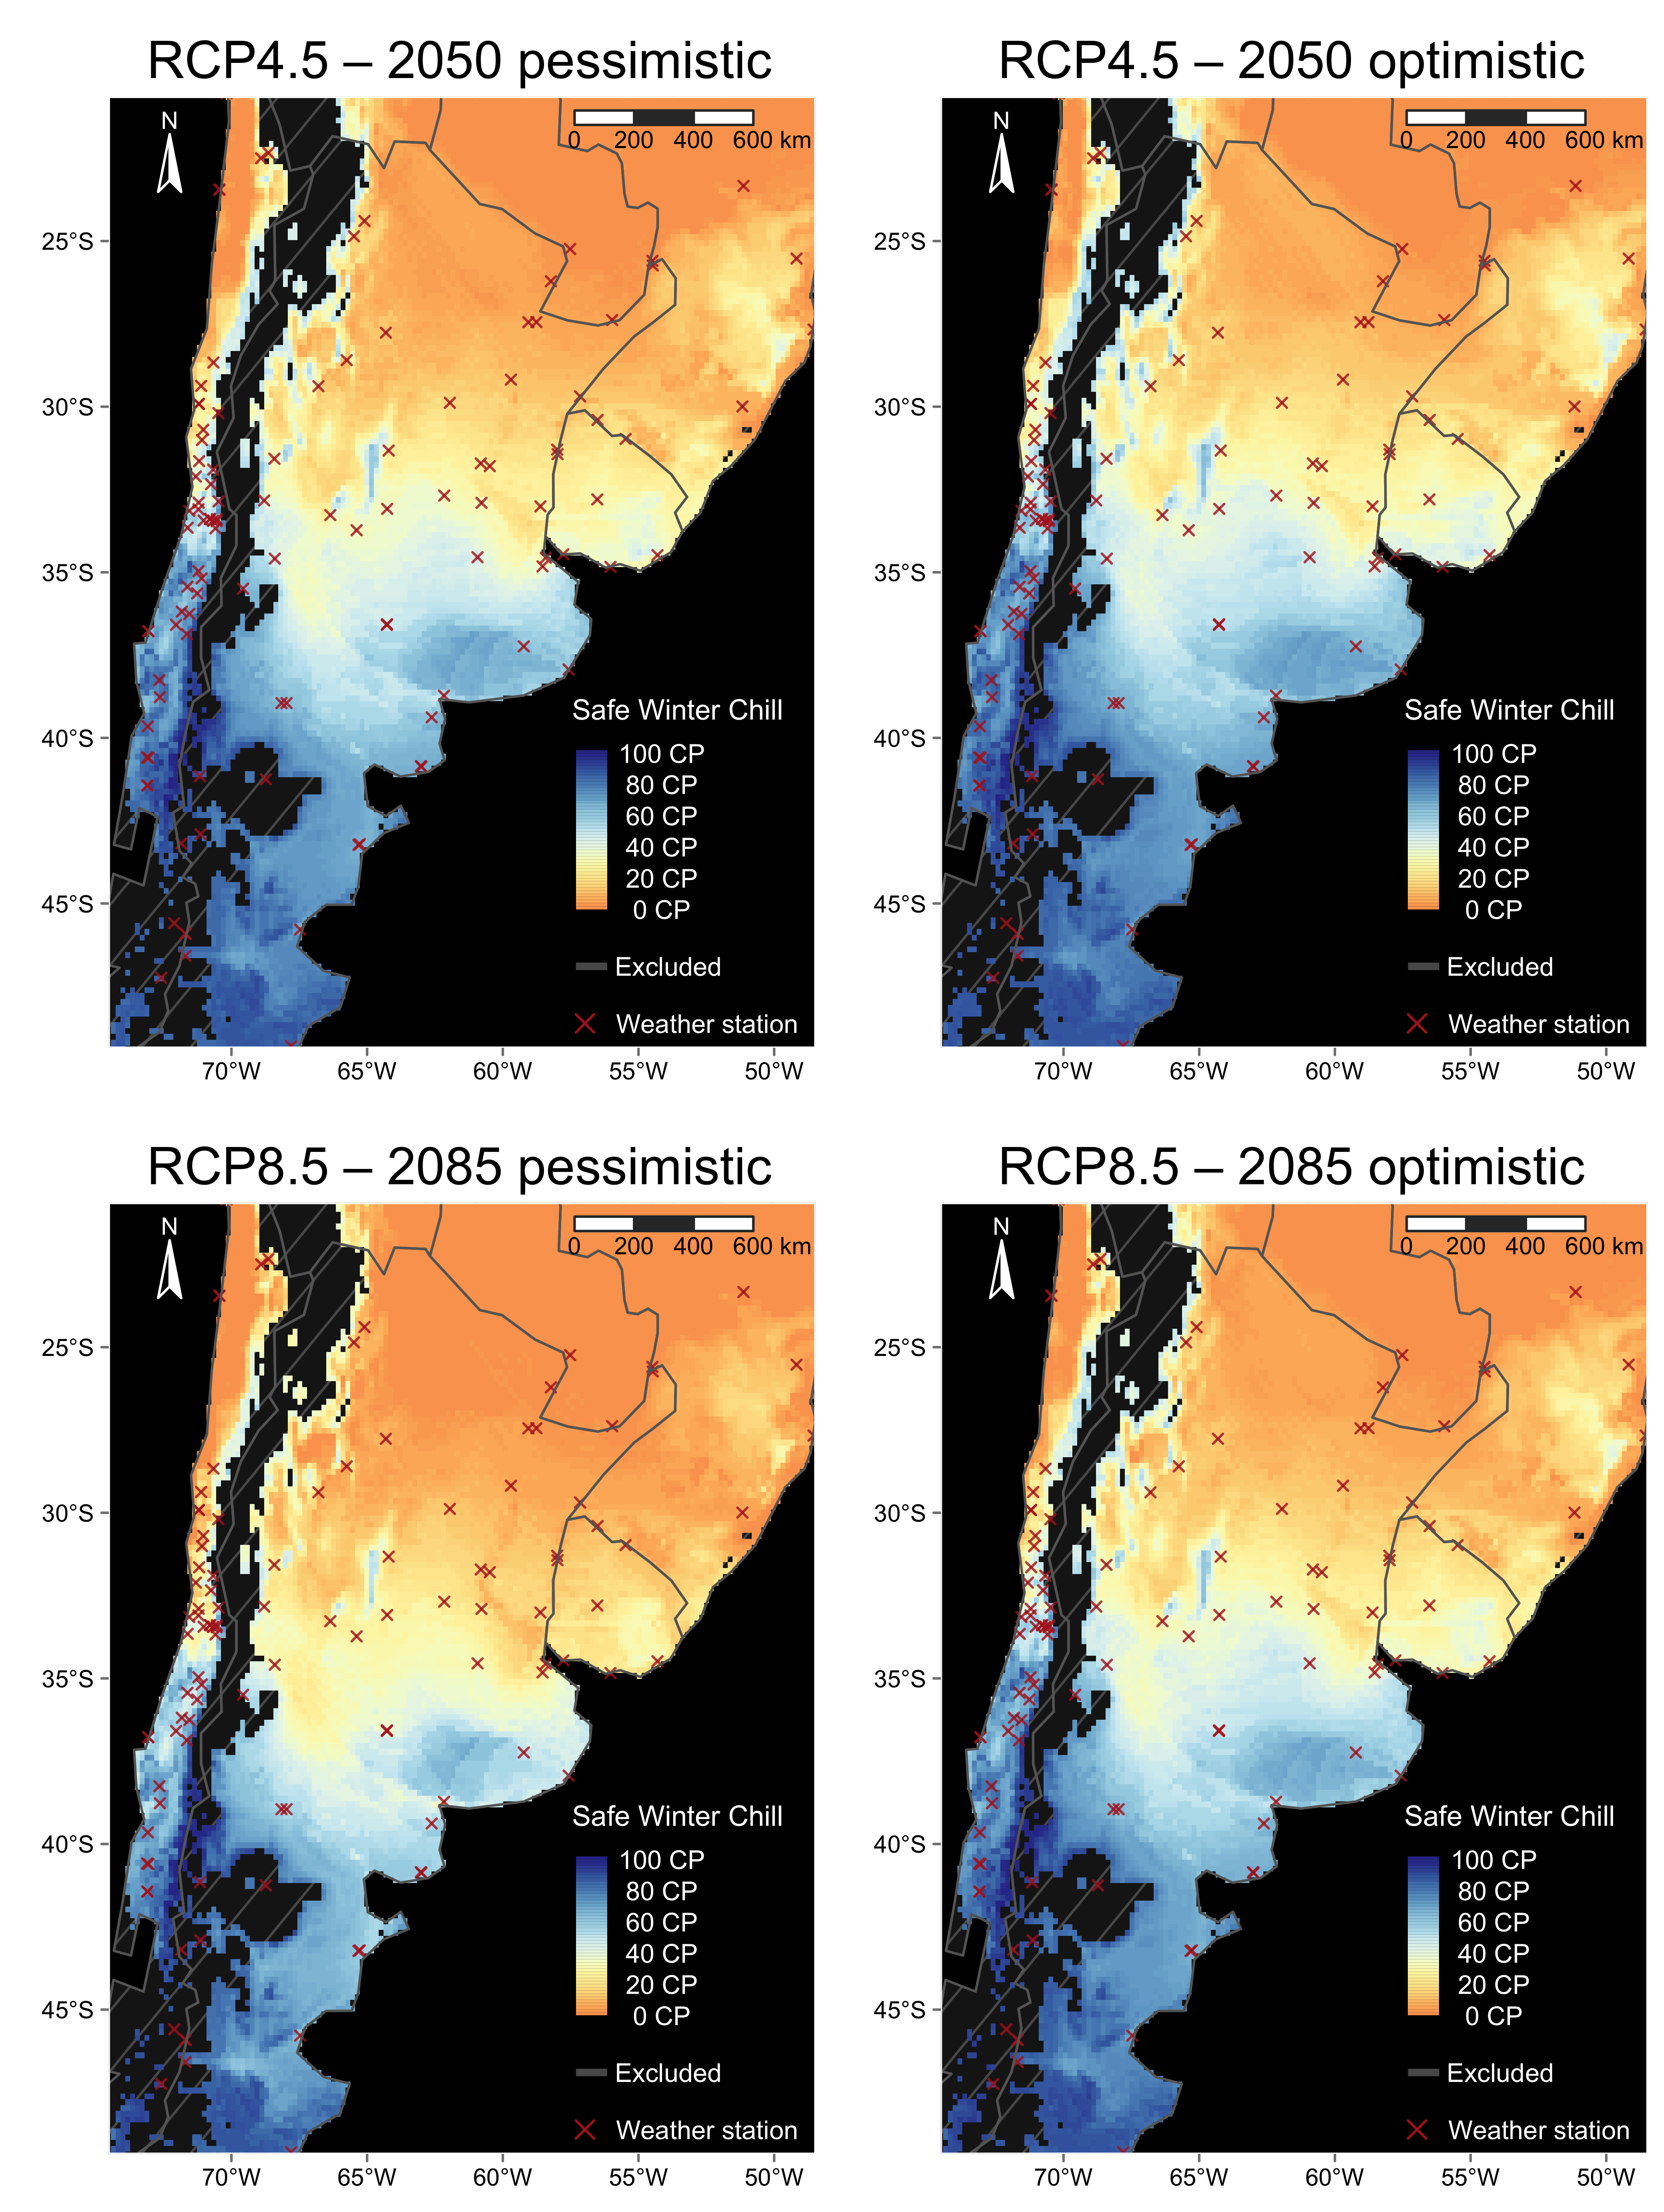 RCP4.5 – 2050 pessimistic
N
0 200 400 600 km
25°S
30°S
35°S
40°S
45°S
Safe Winter Chill
100 CP
80 CP
60 CP
40 CP
20 CP
0 CP
Excluded
Weather station
70°W 65°W 60°W 55°W 50°W
RCP4.5 – 2050 optimistic
N
0 200 400 600 km
25°S
30°S
35°S
40°S
45°S
Safe Winter Chill
100 CP
80 CP
60 CP
40 CP
20 CP
0 CP
Excluded
Weather station
70°W 65°W 60°W 55°W 50°W
RCP8.5 – 2085 pessimistic
N
0 200 400 600 km
25°S
30°S
35°S
40°S
45°S
Safe Winter Chill
100 CP
80 CP
60 CP
40 CP
20 CP
0 CP
Excluded
Weather station
70°W 65°W 60°W 55°W 50°W
RCP8.5 – 2085 optimistic
N
0 200 400 600 km
25°S
30°S
35°S
40°S
45°S
Safe Winter Chill
100 CP
80 CP
60 CP
40 CP
20 CP
0 CP
Excluded
Weather station
70°W 65°W 60°W 55°W 50°W